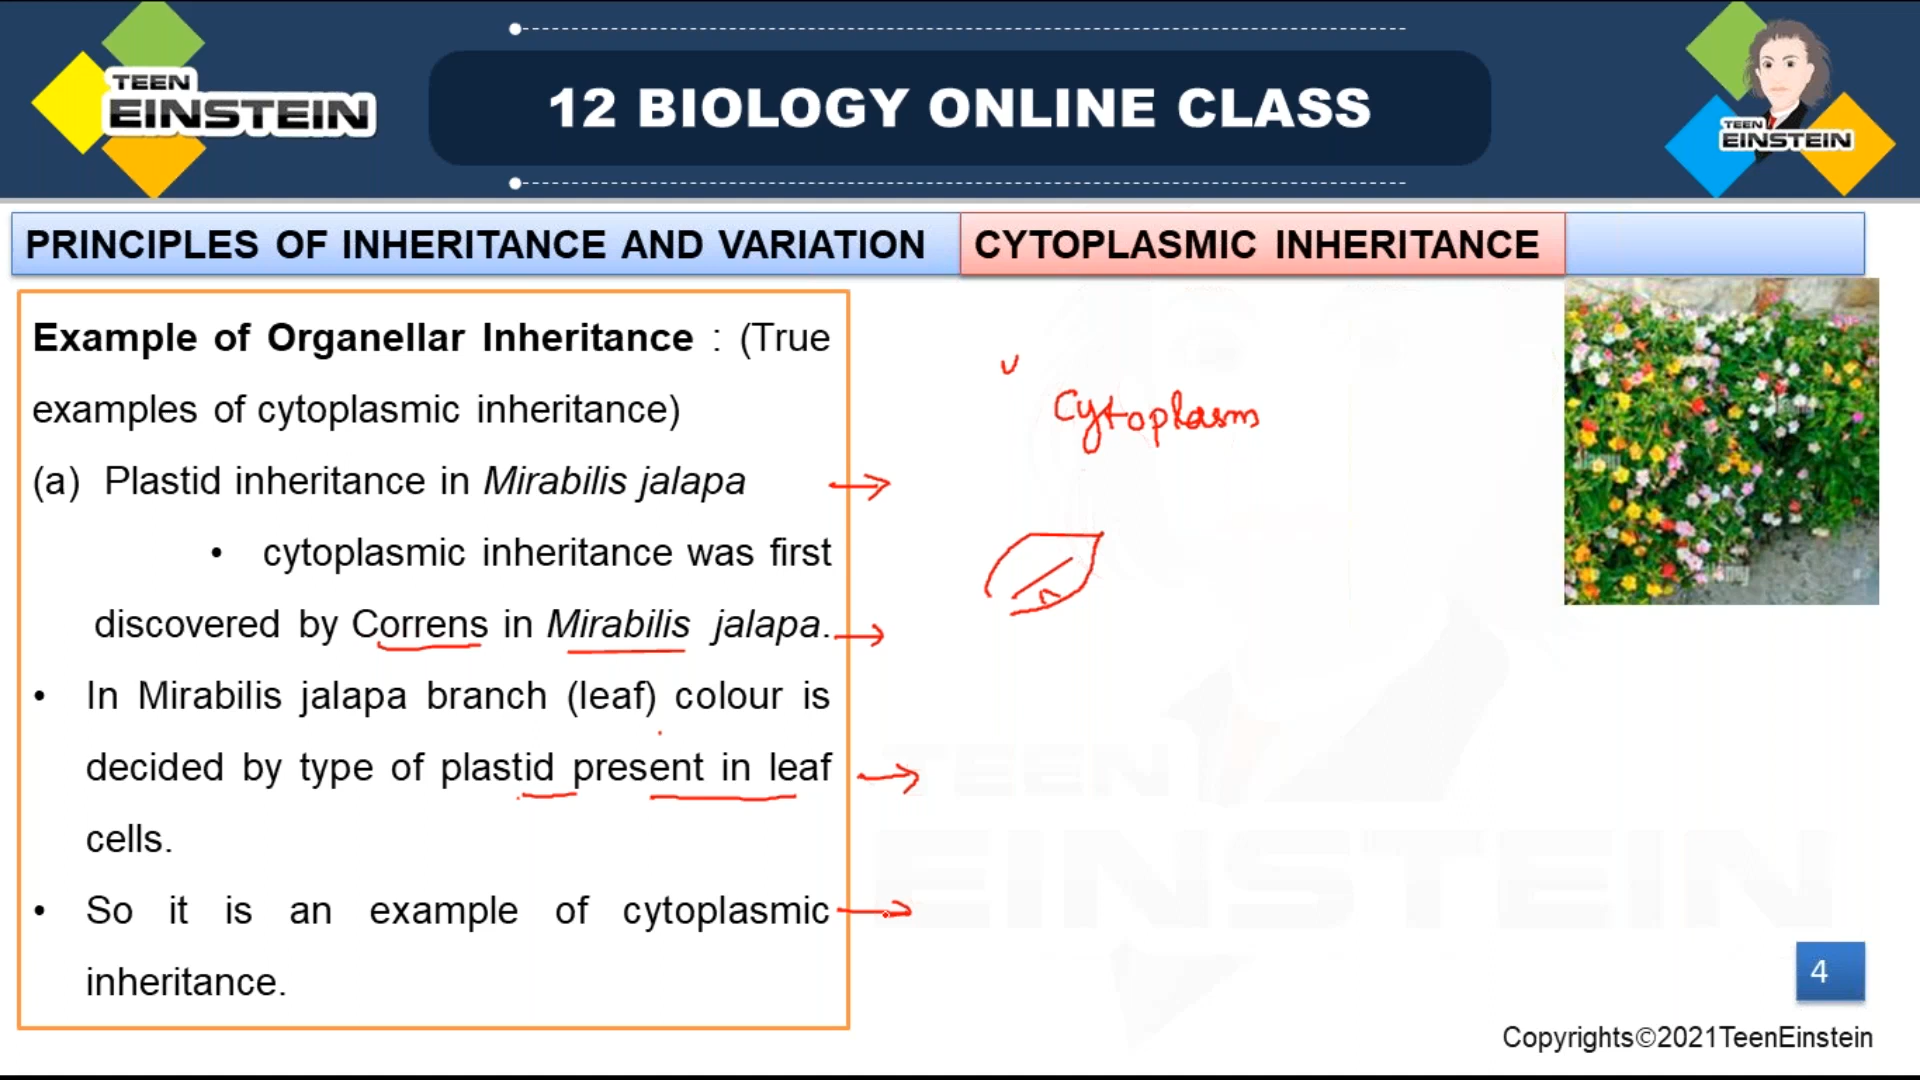 TEEN
EINSTEIN
12 BIOLOGY ONLINE CLASS
TEEN
EINSTEIN
PRINCIPLES OF INHERITANCE AND VARIATION
CYTOPLASMIC INHERITANCE
Example of Organellar Inheritance : (True
examples of cytoplasmic inheritance)
(a) Plastid inheritance in Mirabilis jalapa
• cytoplasmic inheritance was first
discovered by Correns in Mirabilis jalapa.
• In Mirabilis jalapa branch (leaf) colour is
decided by type of plastid present in leaf
cells.
• So it is an example of cytoplasmic
inheritance.
Cytoplasm
TEEN
EINSTEIN
4
Copyrights©2021TeenEinstein